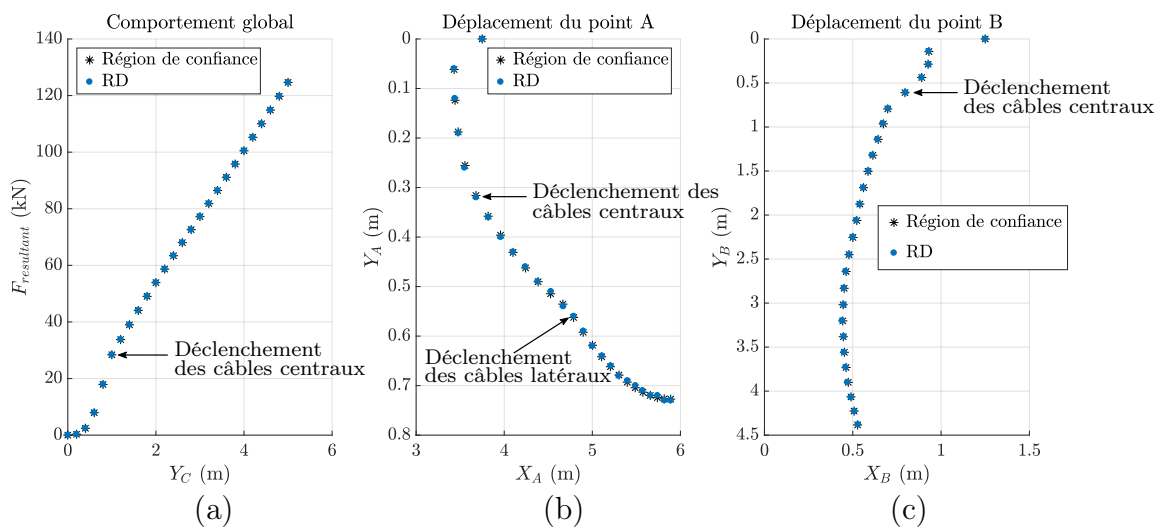 Comportement global
140
120
100
80
60
40
20
0
F_resultant (kN)
Région de confiance
RD
Déclenchement
des câbles centraux
0 2 4 6
Y_C (m)
(a)
Déplacement du point A
0
0.1
0.2
0.3
0.4
0.5
0.6
0.7
0.8
Y_A (m)
Région de confiance
RD
Déclenchement des
câbles centraux
Déclenchement
des câbles latéraux
3 4 5 6
X_A (m)
(b)
Déplacement du point B
0
0.5
1
1.5
2
2.5
3
3.5
4
4.5
Y_B (m)
Déclenchement
des câbles centraux
Région de confiance
RD
0 0.5 1 1.5
X_B (m)
(c)